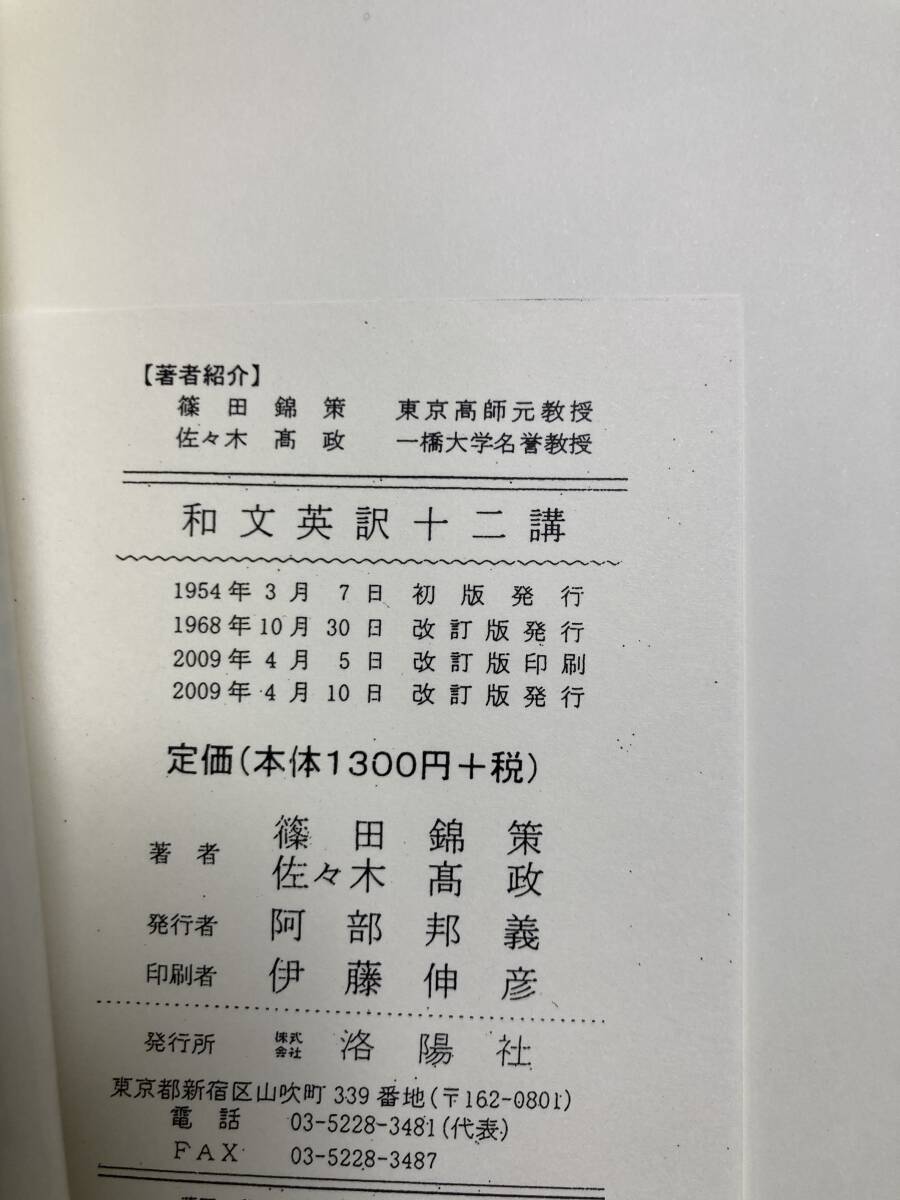 【著者紹介】
篠田錦策 東京高師元教授
佐々木髙政 一橋大学名誉教授
和文英訳十二講
1954年 3月 7日 初版発行
1968年10月 30日 改訂版発行
2009年 4月 5日 改訂版印刷
2009年 4月 10日 改訂版発行
定価(本体1300円+税)
著者 篠田錦策
佐々木髙政
発行者 阿部邦義
印刷者 伊藤伸彦
発行所 株式会社 洛陽社
東京都新宿区山吹町 339 番地(〒162-0801)
電話 03-5228-3481(代表)
FAX 03-5228-3487